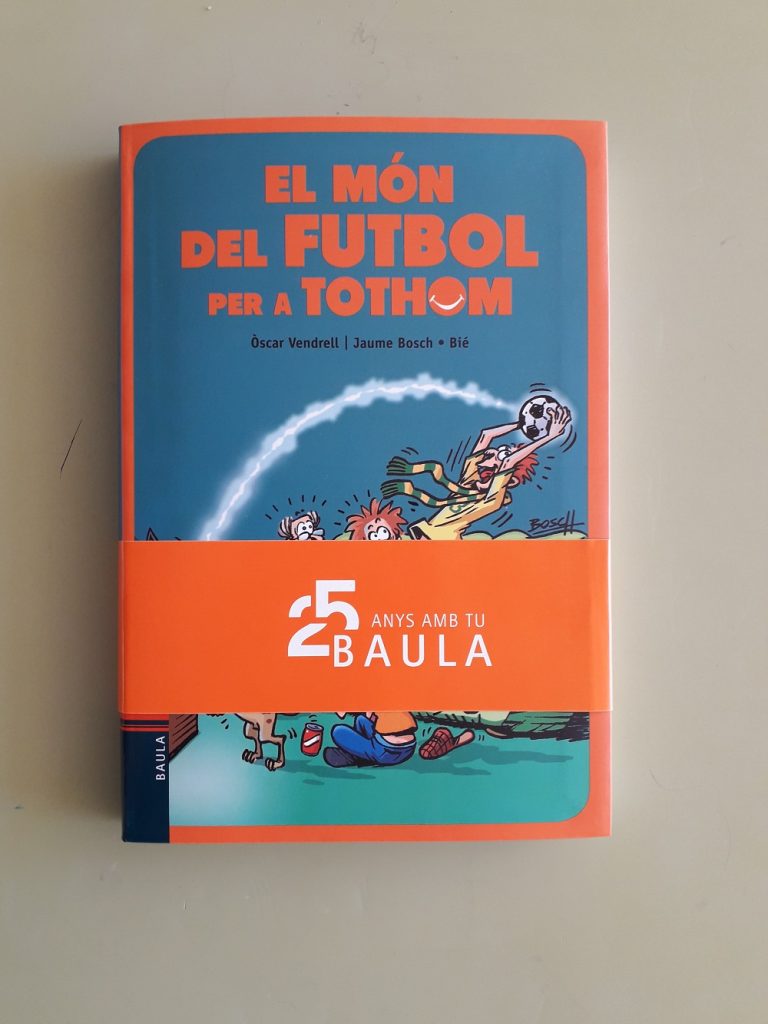 EL MÓN
DEL FUTBOL
PER A TOTHOM
Òscar Vendrell | Jaume Bosch • Bié
BOSCH
25 ANYS AMB TU
BAULA
BAULA